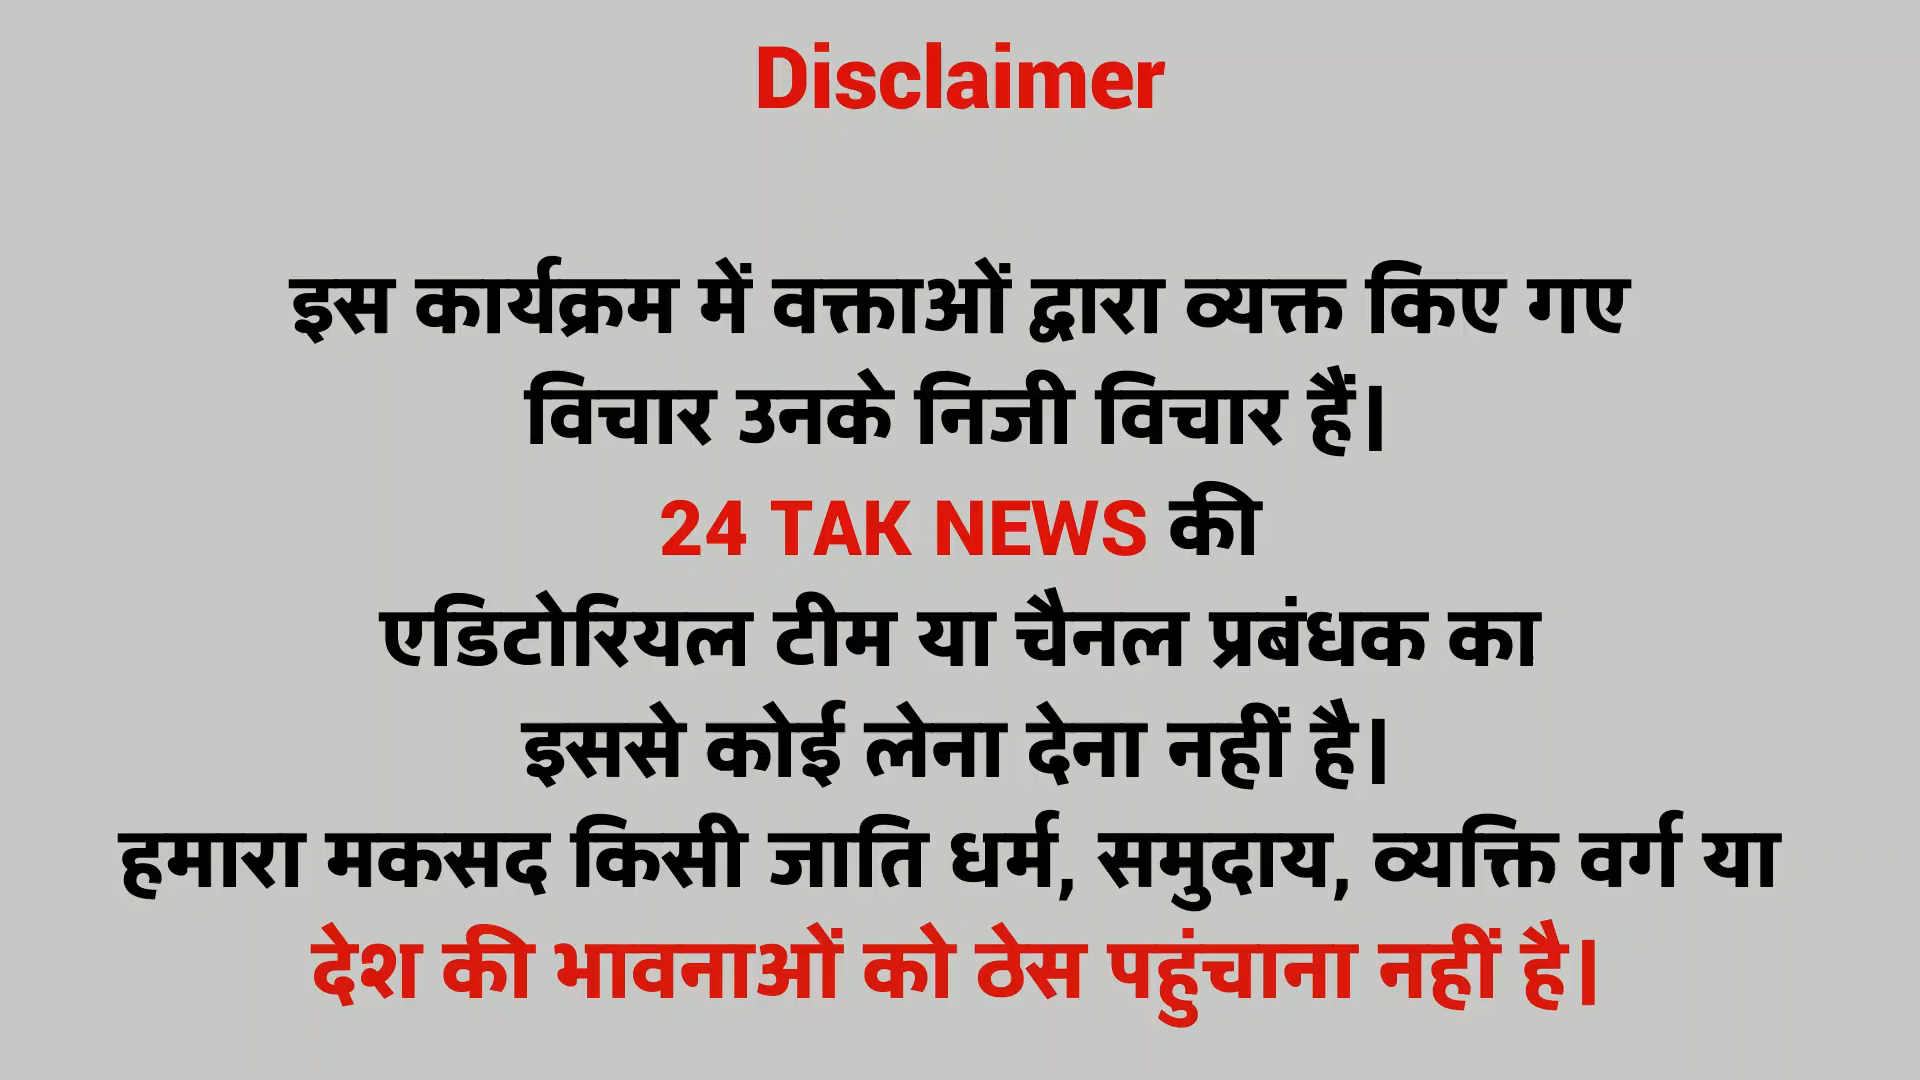 Disclaimer
इस कार्यक्रम में वक्ताओं द्वारा व्यक्त किए गए
विचार उनके निजी विचार हैं।
24 TAK NEWS की
एडिटोरियल टीम या चैनल प्रबंधक का
इससे कोई लेना देना नहीं है।
हमारा मकसद किसी जाति धर्म, समुदाय, व्यक्ति वर्ग या
देश की भावनाओं को ठेस पहुंचाना नहीं है।